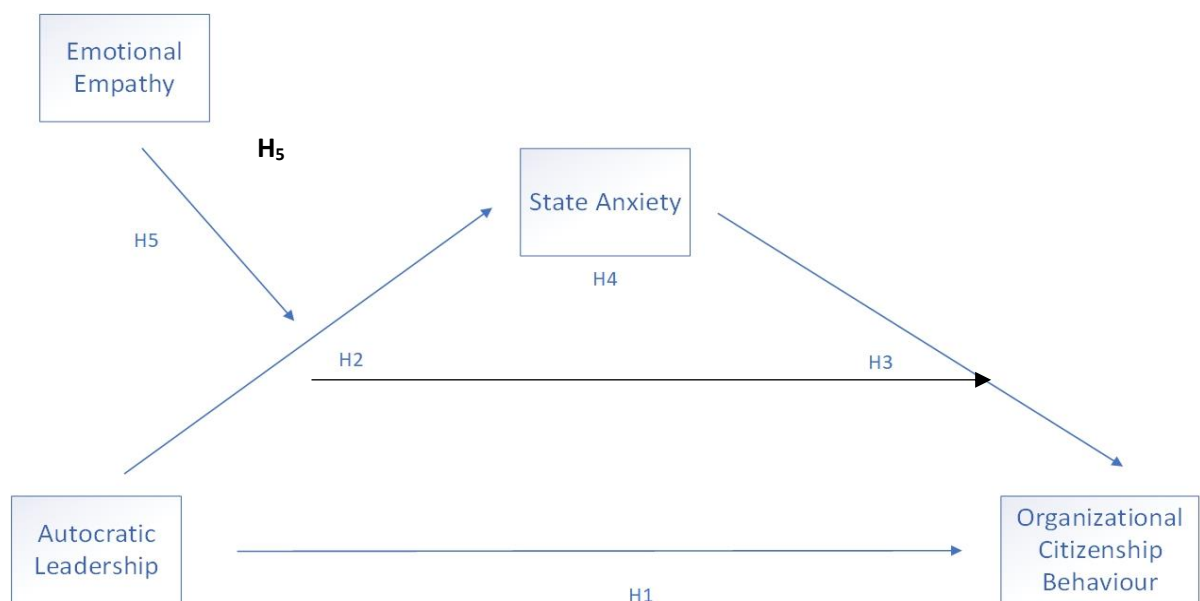 Emotional
Empathy
H₅
State Anxiety
H5
H4
H2
H3
Autocratic
Leadership
Organizational
Citizenship
Behaviour
H1